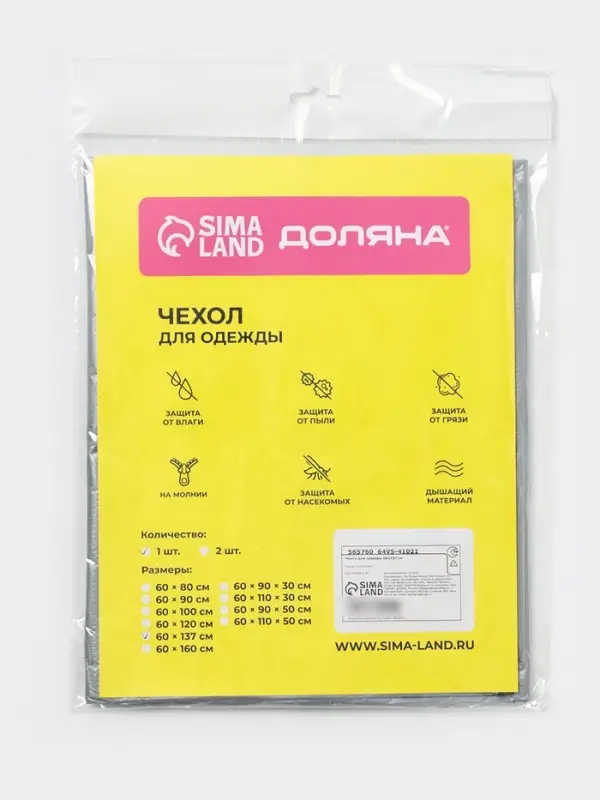 SIMA
LAND
ДОЛЯНА®
ЧЕХОЛ
ДЛЯ ОДЕЖДЫ
ЗАЩИТА
ОТ ВЛАГИ
ЗАЩИТА
ОТ ПЫЛИ
ЗАЩИТА
ОТ ГРЯЗИ
НА МОЛНИИ
ЗАЩИТА
ОТ НАСЕКОМЫХ
ДЫШАЩИЙ
МАТЕРИАЛ
Количество:
1 шт.
2 шт.
Размеры:
60 × 80 см
60 × 90 см
60 × 100 см
60 × 120 см
60 × 137 см
60 × 160 см
60 × 90 × 30 см
60 × 110 × 30 см
60 × 90 × 50 см
60 × 110 × 50 см
565760 64V5-41021
SIMA
LAND
WWW.SIMA-LAND.RU